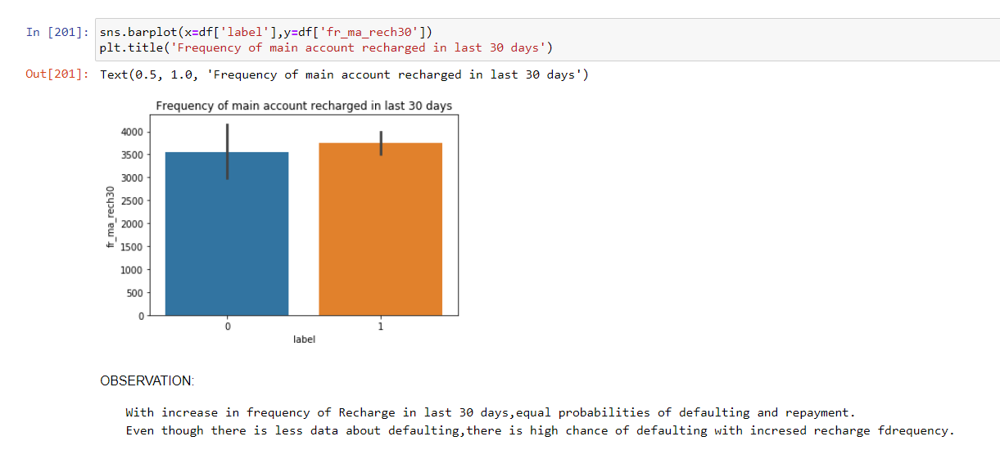 In [201]: sns.barplot(x=df['label'],y=df['fr_ma_rech30'])
plt.title('Frequency of main account recharged in last 30 days')
Out[201]: Text(0.5, 1.0, 'Frequency of main account recharged in last 30 days')
Frequency of main account recharged in last 30 days
4000
3500
3000
2500
2000
1500
1000
500
0
fr_ma_rech30
0 1
label
OBSERVATION:
With increase in frequency of Recharge in last 30 days,equal probabilities of defaulting and repayment.
Even though there is less data about defaulting,there is high chance of defaulting with incresed recharge fdrequency.